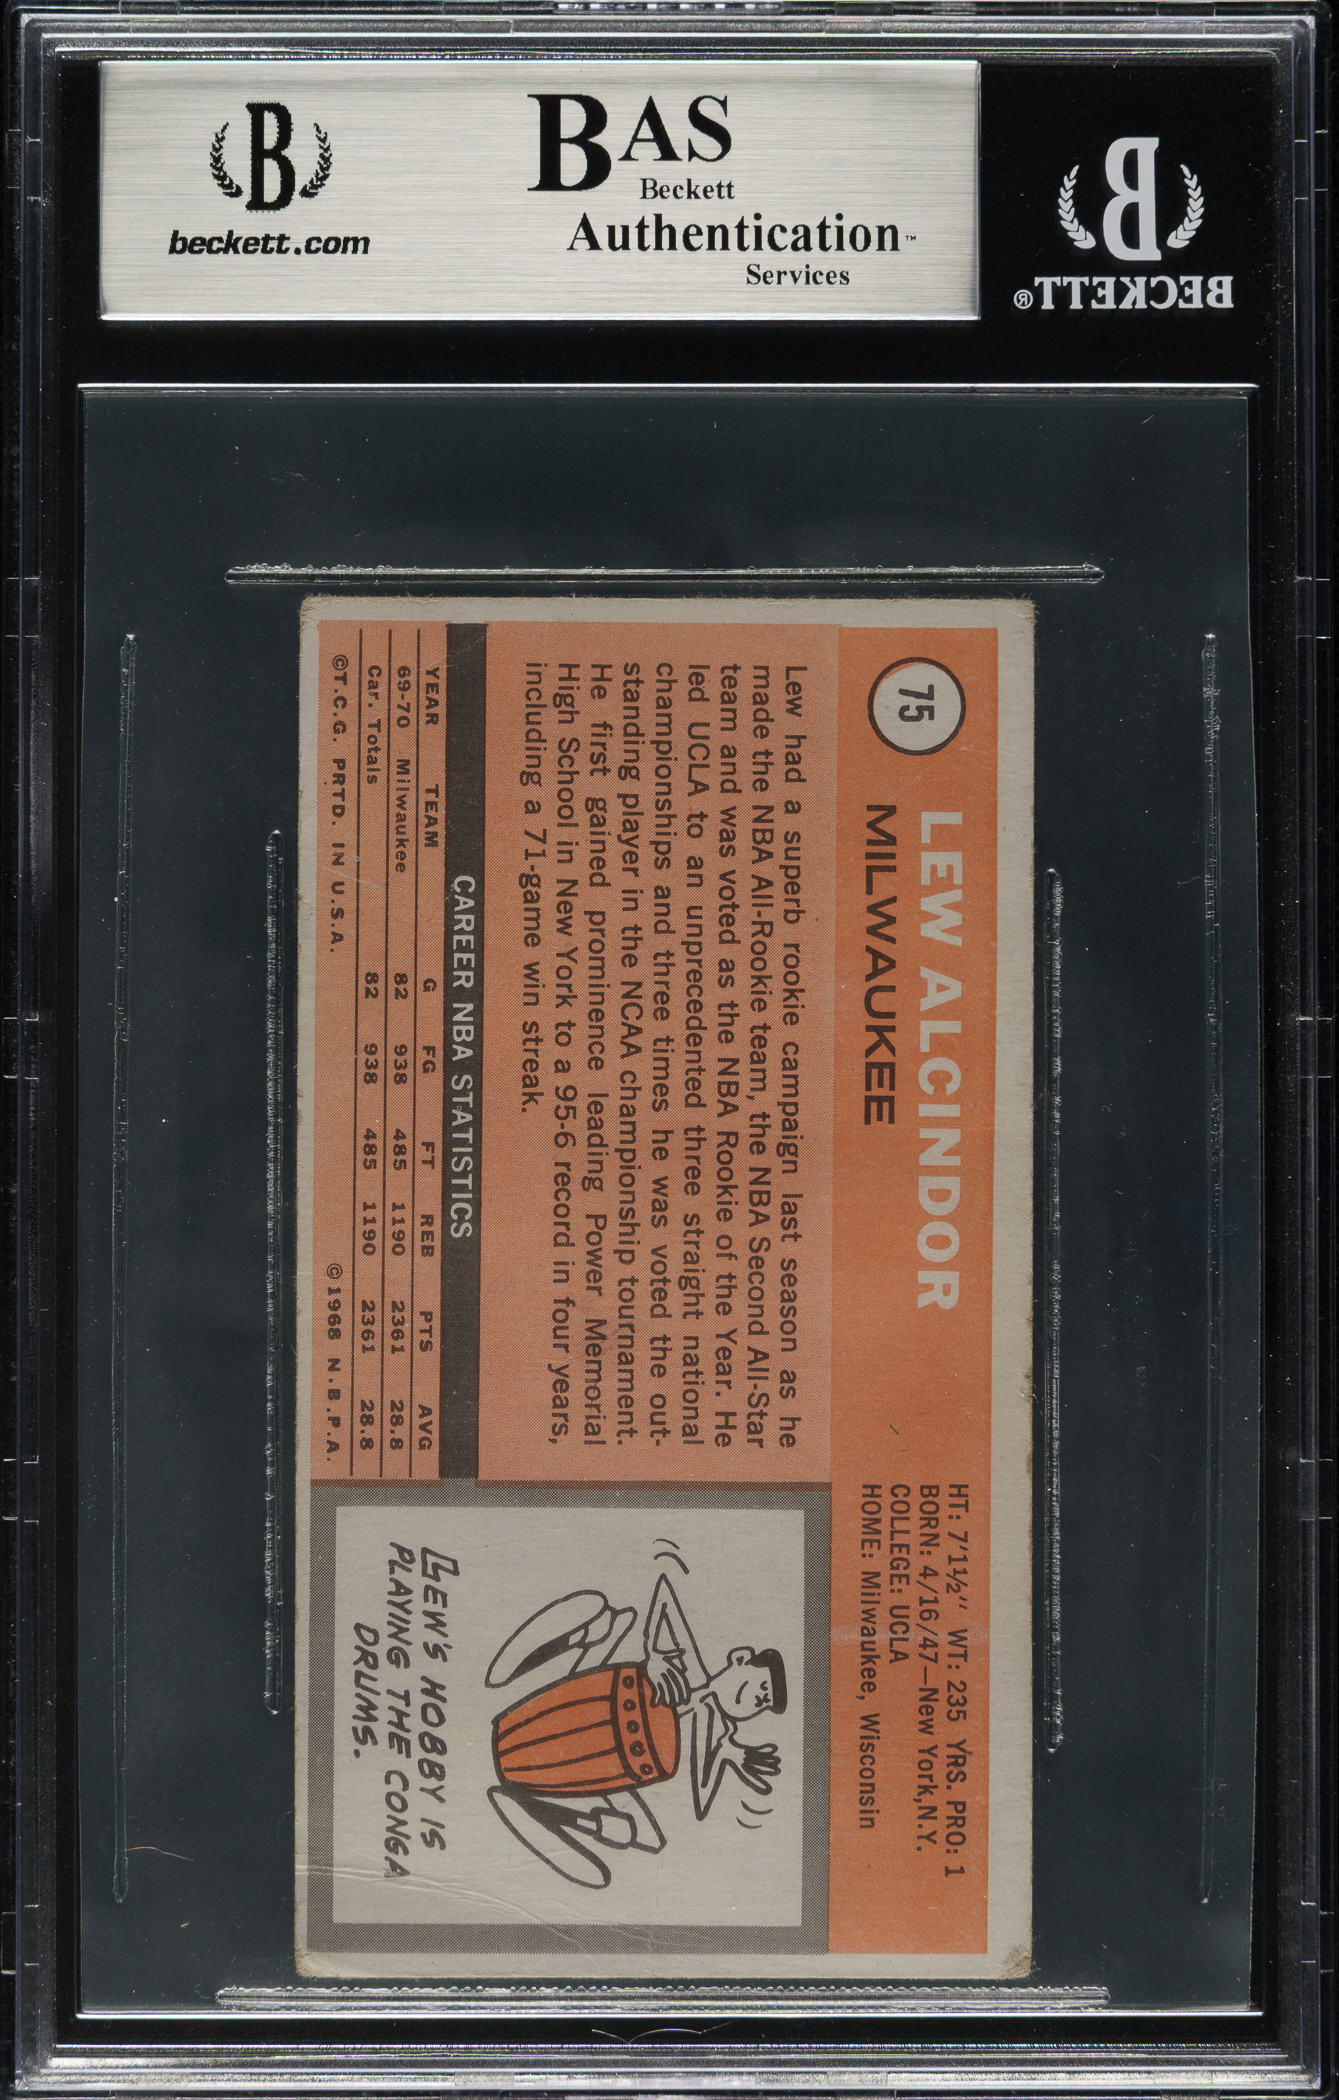 B
beckett.com
BAS
Beckett
Authentication™
Services
B
BECKETT®
75
LEW ALCINDOR
MILWAUKEE
HT: 7'1½" WT: 235 YRS. PRO: 1
BORN: 4/16/47—New York,N.Y.
COLLEGE: UCLA
HOME: Milwaukee, Wisconsin
Lew had a superb rookie campaign last season as he
made the NBA All-Rookie team, the NBA Second All-Star
team and was voted as the NBA Rookie of the Year. He
led UCLA to an unprecedented three straight national
championships and three times he was voted the out-
standing player in the NCAA championship tournament.
He first gained prominence leading Power Memorial
High School in New York to a 95-6 record in four years,
including a 71-game win streak.
CAREER NBA STATISTICS
YEAR TEAM G FG FT REB PTS AVG
69-70 Milwaukee 82 938 485 1190 2361 28.8
Car. Totals 82 938 485 1190 2361 28.8
©T.C.G. PRTD. IN U.S.A. ©1968 N.B.P.A.
LEW'S HOBBY IS
PLAYING THE CONGA
DRUMS.